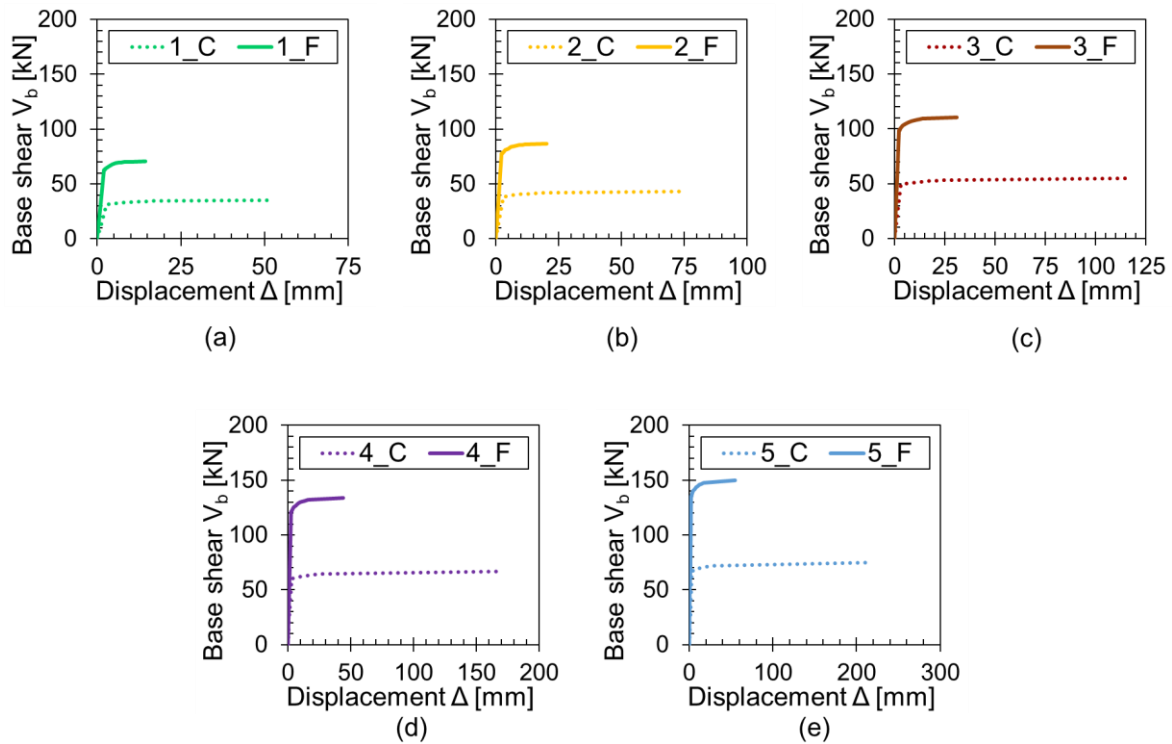 200
150
100
50
0
Base shear V_b [kN]
1_C 1_F
0 25 50 75
Displacement Δ [mm]
(a)
200
150
100
50
0
Base shear V_b [kN]
2_C 2_F
0 25 50 75 100
Displacement Δ [mm]
(b)
200
150
100
50
0
Base shear V_b [kN]
3_C 3_F
0 25 50 75 100 125
Displacement Δ [mm]
(c)
200
150
100
50
0
Base shear V_b [kN]
4_C 4_F
0 50 100 150 200
Displacement Δ [mm]
(d)
200
150
100
50
0
Base shear V_b [kN]
5_C 5_F
0 100 200 300
Displacement Δ [mm]
(e)